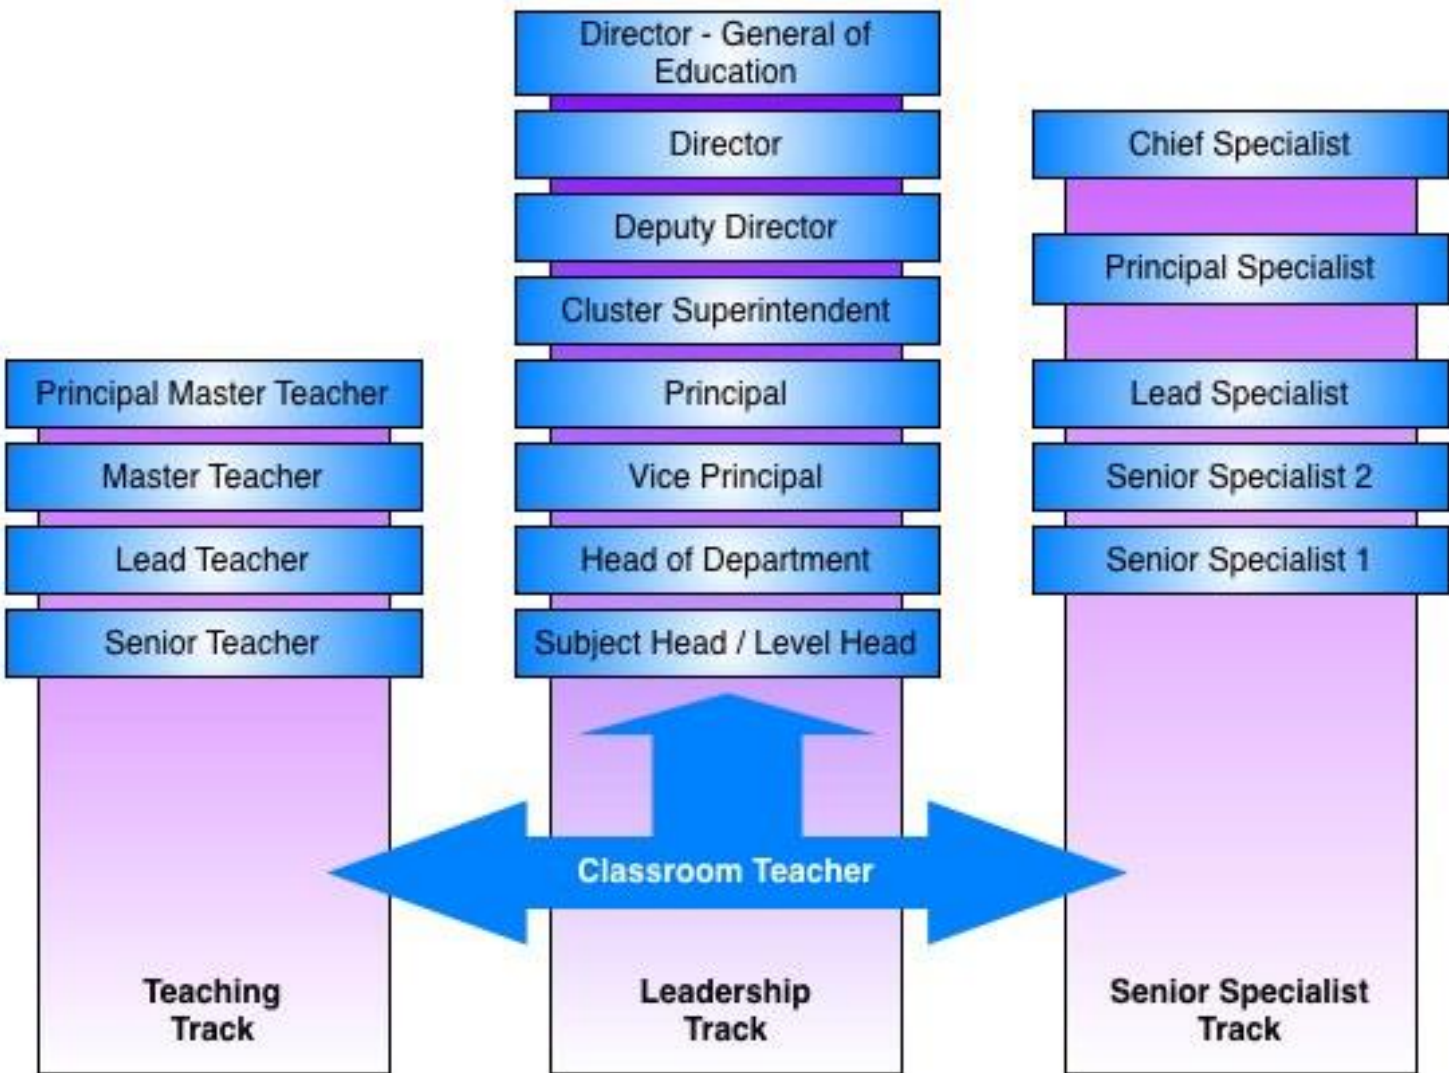 Principal Master Teacher
Master Teacher
Lead Teacher
Senior Teacher
Teaching
Track
Director - General of
Education
Director
Deputy Director
Cluster Superintendent
Principal
Vice Principal
Head of Department
Subject Head / Level Head
Classroom Teacher
Leadership
Track
Chief Specialist
Principal Specialist
Lead Specialist
Senior Specialist 2
Senior Specialist 1
Senior Specialist
Track